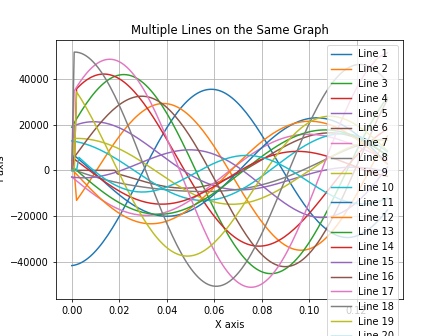 Multiple Lines on the Same Graph
40000
20000
0
−20000
−40000
0.00
0.02
0.04
0.06
0.08
0.10
X axis
axis
Line 1
Line 2
Line 3
Line 4
Line 5
Line 6
Line 7
Line 8
Line 9
Line 10
Line 11
Line 12
Line 13
Line 14
Line 15
Line 16
Line 17
Line 18
Line 19
Line 20